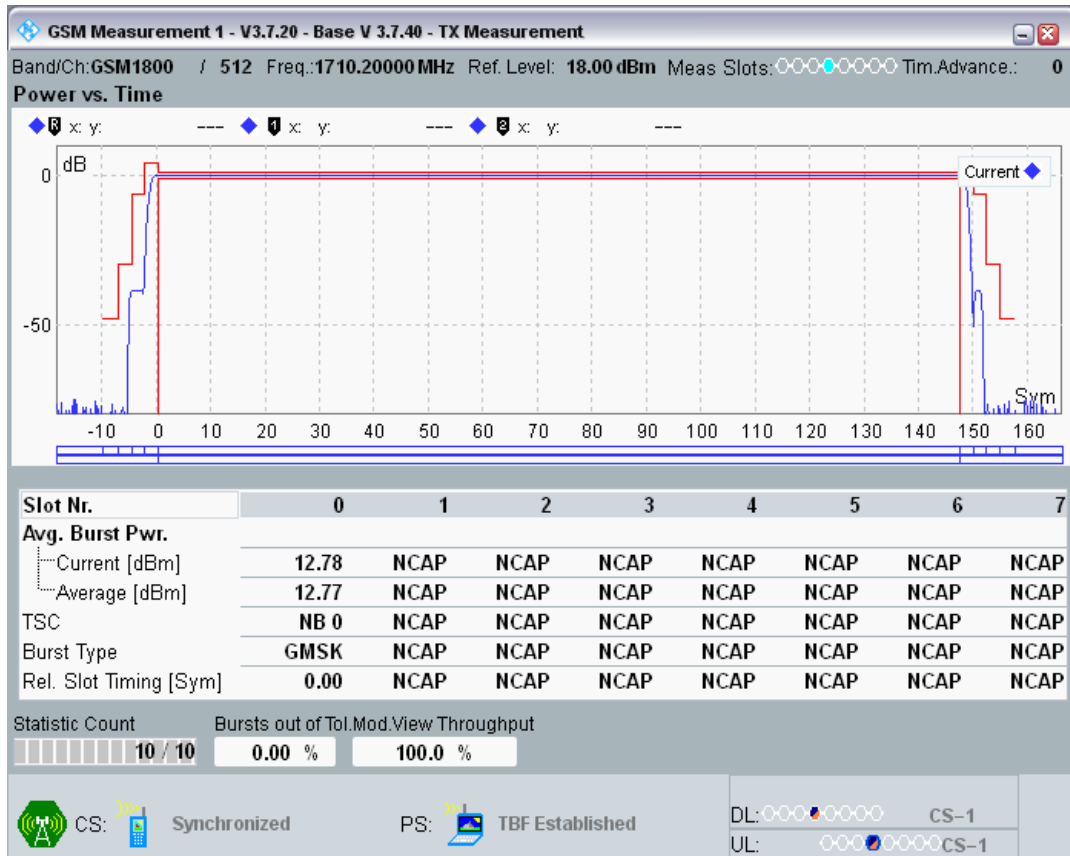 GSM Measurement 1 - V3.7.20 - Base V 3.7.40 - TX Measurement
Band/Ch:GSM1800 / 512 Freq.:1710.20000 MHz Ref. Level: 18.00 dBm Meas Slots: Tim.Advance.: 0
Power vs. Time
R x: y: --- 1 x: y: --- 2 x: y: ---
dB
0
Current
-50
Sym
-10 0 10 20 30 40 50 60 70 80 90 100 110 120 130 140 150 160
Slot Nr. 0 1 2 3 4 5 6 7
Avg. Burst Pwr.
Current [dBm] 12.78 NCAP NCAP NCAP NCAP NCAP NCAP NCAP
Average [dBm] 12.77 NCAP NCAP NCAP NCAP NCAP NCAP NCAP
TSC NB 0 NCAP NCAP NCAP NCAP NCAP NCAP NCAP
Burst Type GMSK NCAP NCAP NCAP NCAP NCAP NCAP NCAP
Rel. Slot Timing [Sym] 0.00 NCAP NCAP NCAP NCAP NCAP NCAP NCAP
Statistic Count Bursts out of Tol.Mod.View Throughput
10 / 10 0.00 % 100.0 %
CS: Synchronized PS: TBF Established
DL: CS-1
UL: CS-1